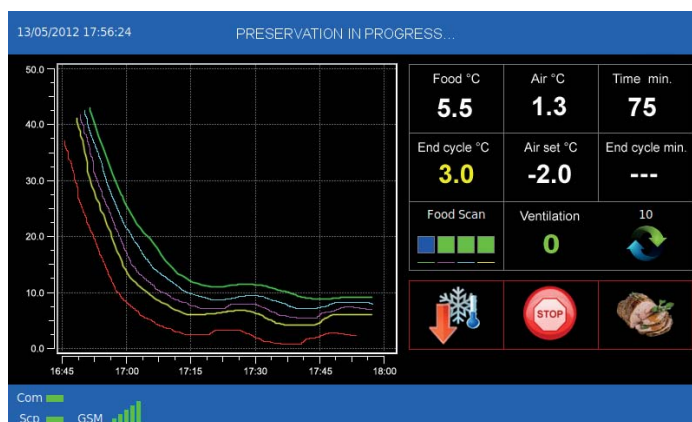 13/05/2012 17:56:24 PRESERVATION IN PROGRESS...
50.0
40.0
30.0
20.0
10.0
0.0
16:45 17:00 17:15 17:30 17:45 18:00
Food °C Air °C Time min.
5.5 1.3 75
End cycle °C Air set °C End cycle min.
3.0 -2.0 ---
Food Scan Ventilation 10
0
STOP
Com
Scp GSM